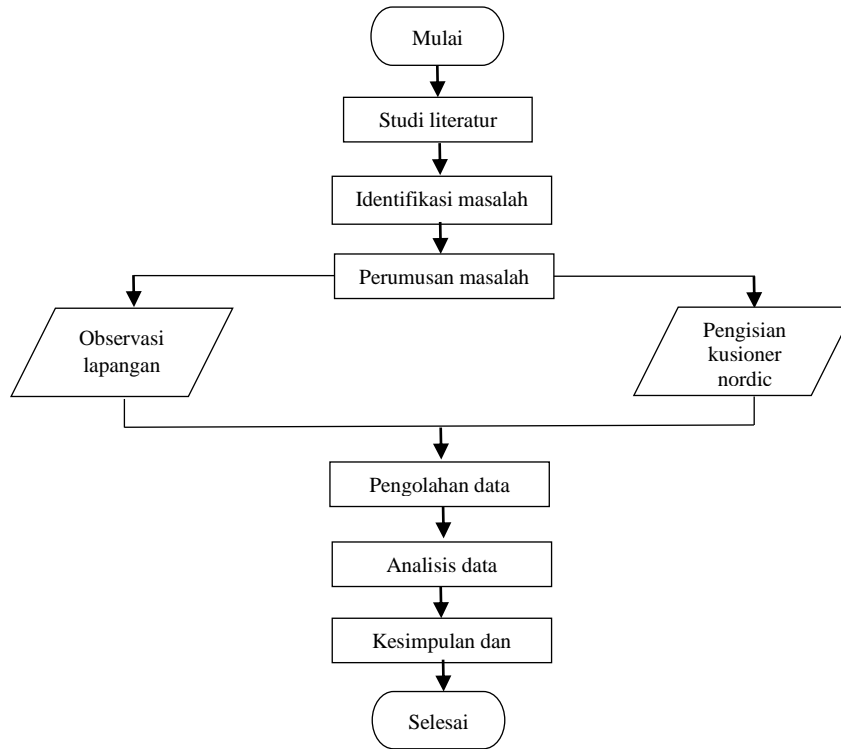 Mulai
Studi literatur
Identifikasi masalah
Perumusan masalah
Observasi
lapangan
Pengisian
kusioner
nordic
Pengolahan data
Analisis data
Kesimpulan dan
Selesai